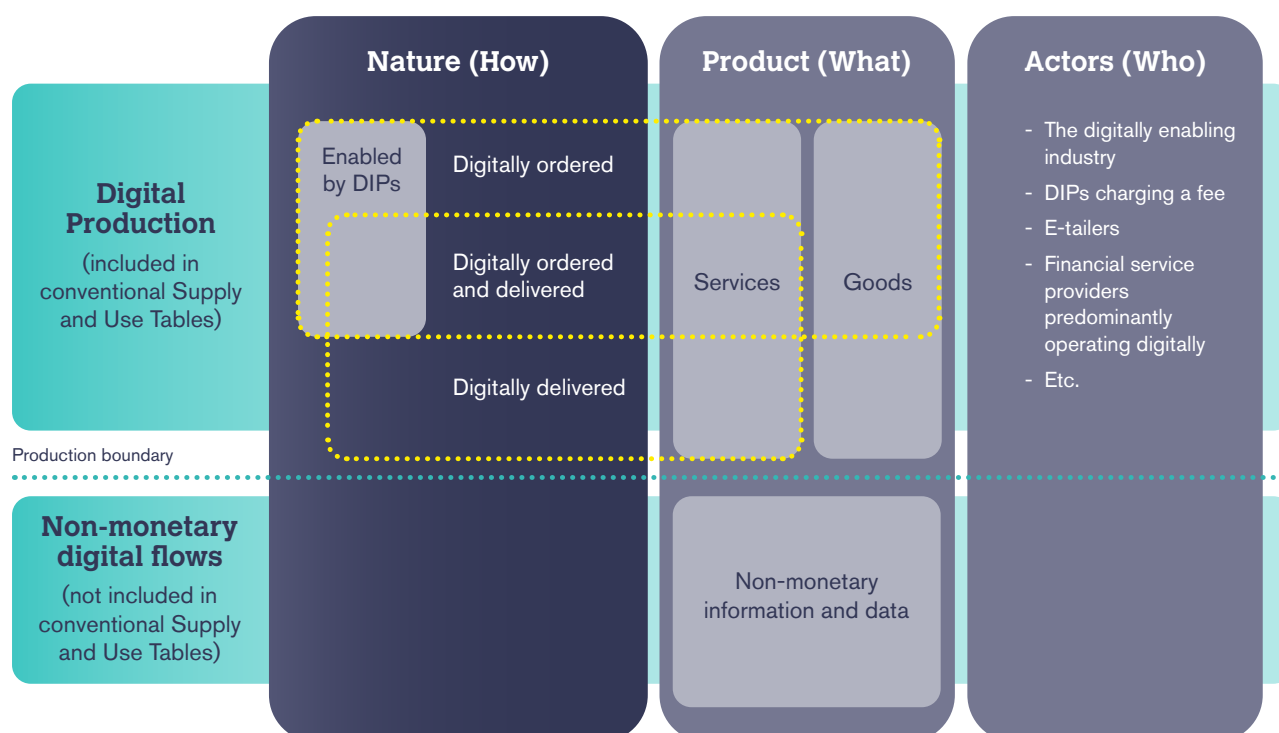 Nature (How)
Product (What)
Actors (Who)
Digital
Production
(included in
conventional Supply
and Use Tables)
Enabled
by DIPs
Digitally ordered
Digitally ordered
and delivered
Digitally delivered
Services
Goods
- The digitally enabling
industry
- DIPs charging a fee
- E-tailers
- Financial service
providers
predominantly
operating digitally
- Etc.
Production boundary
Non-monetary
digital flows
(not included in
conventional Supply
and Use Tables)
Non-monetary
information and data